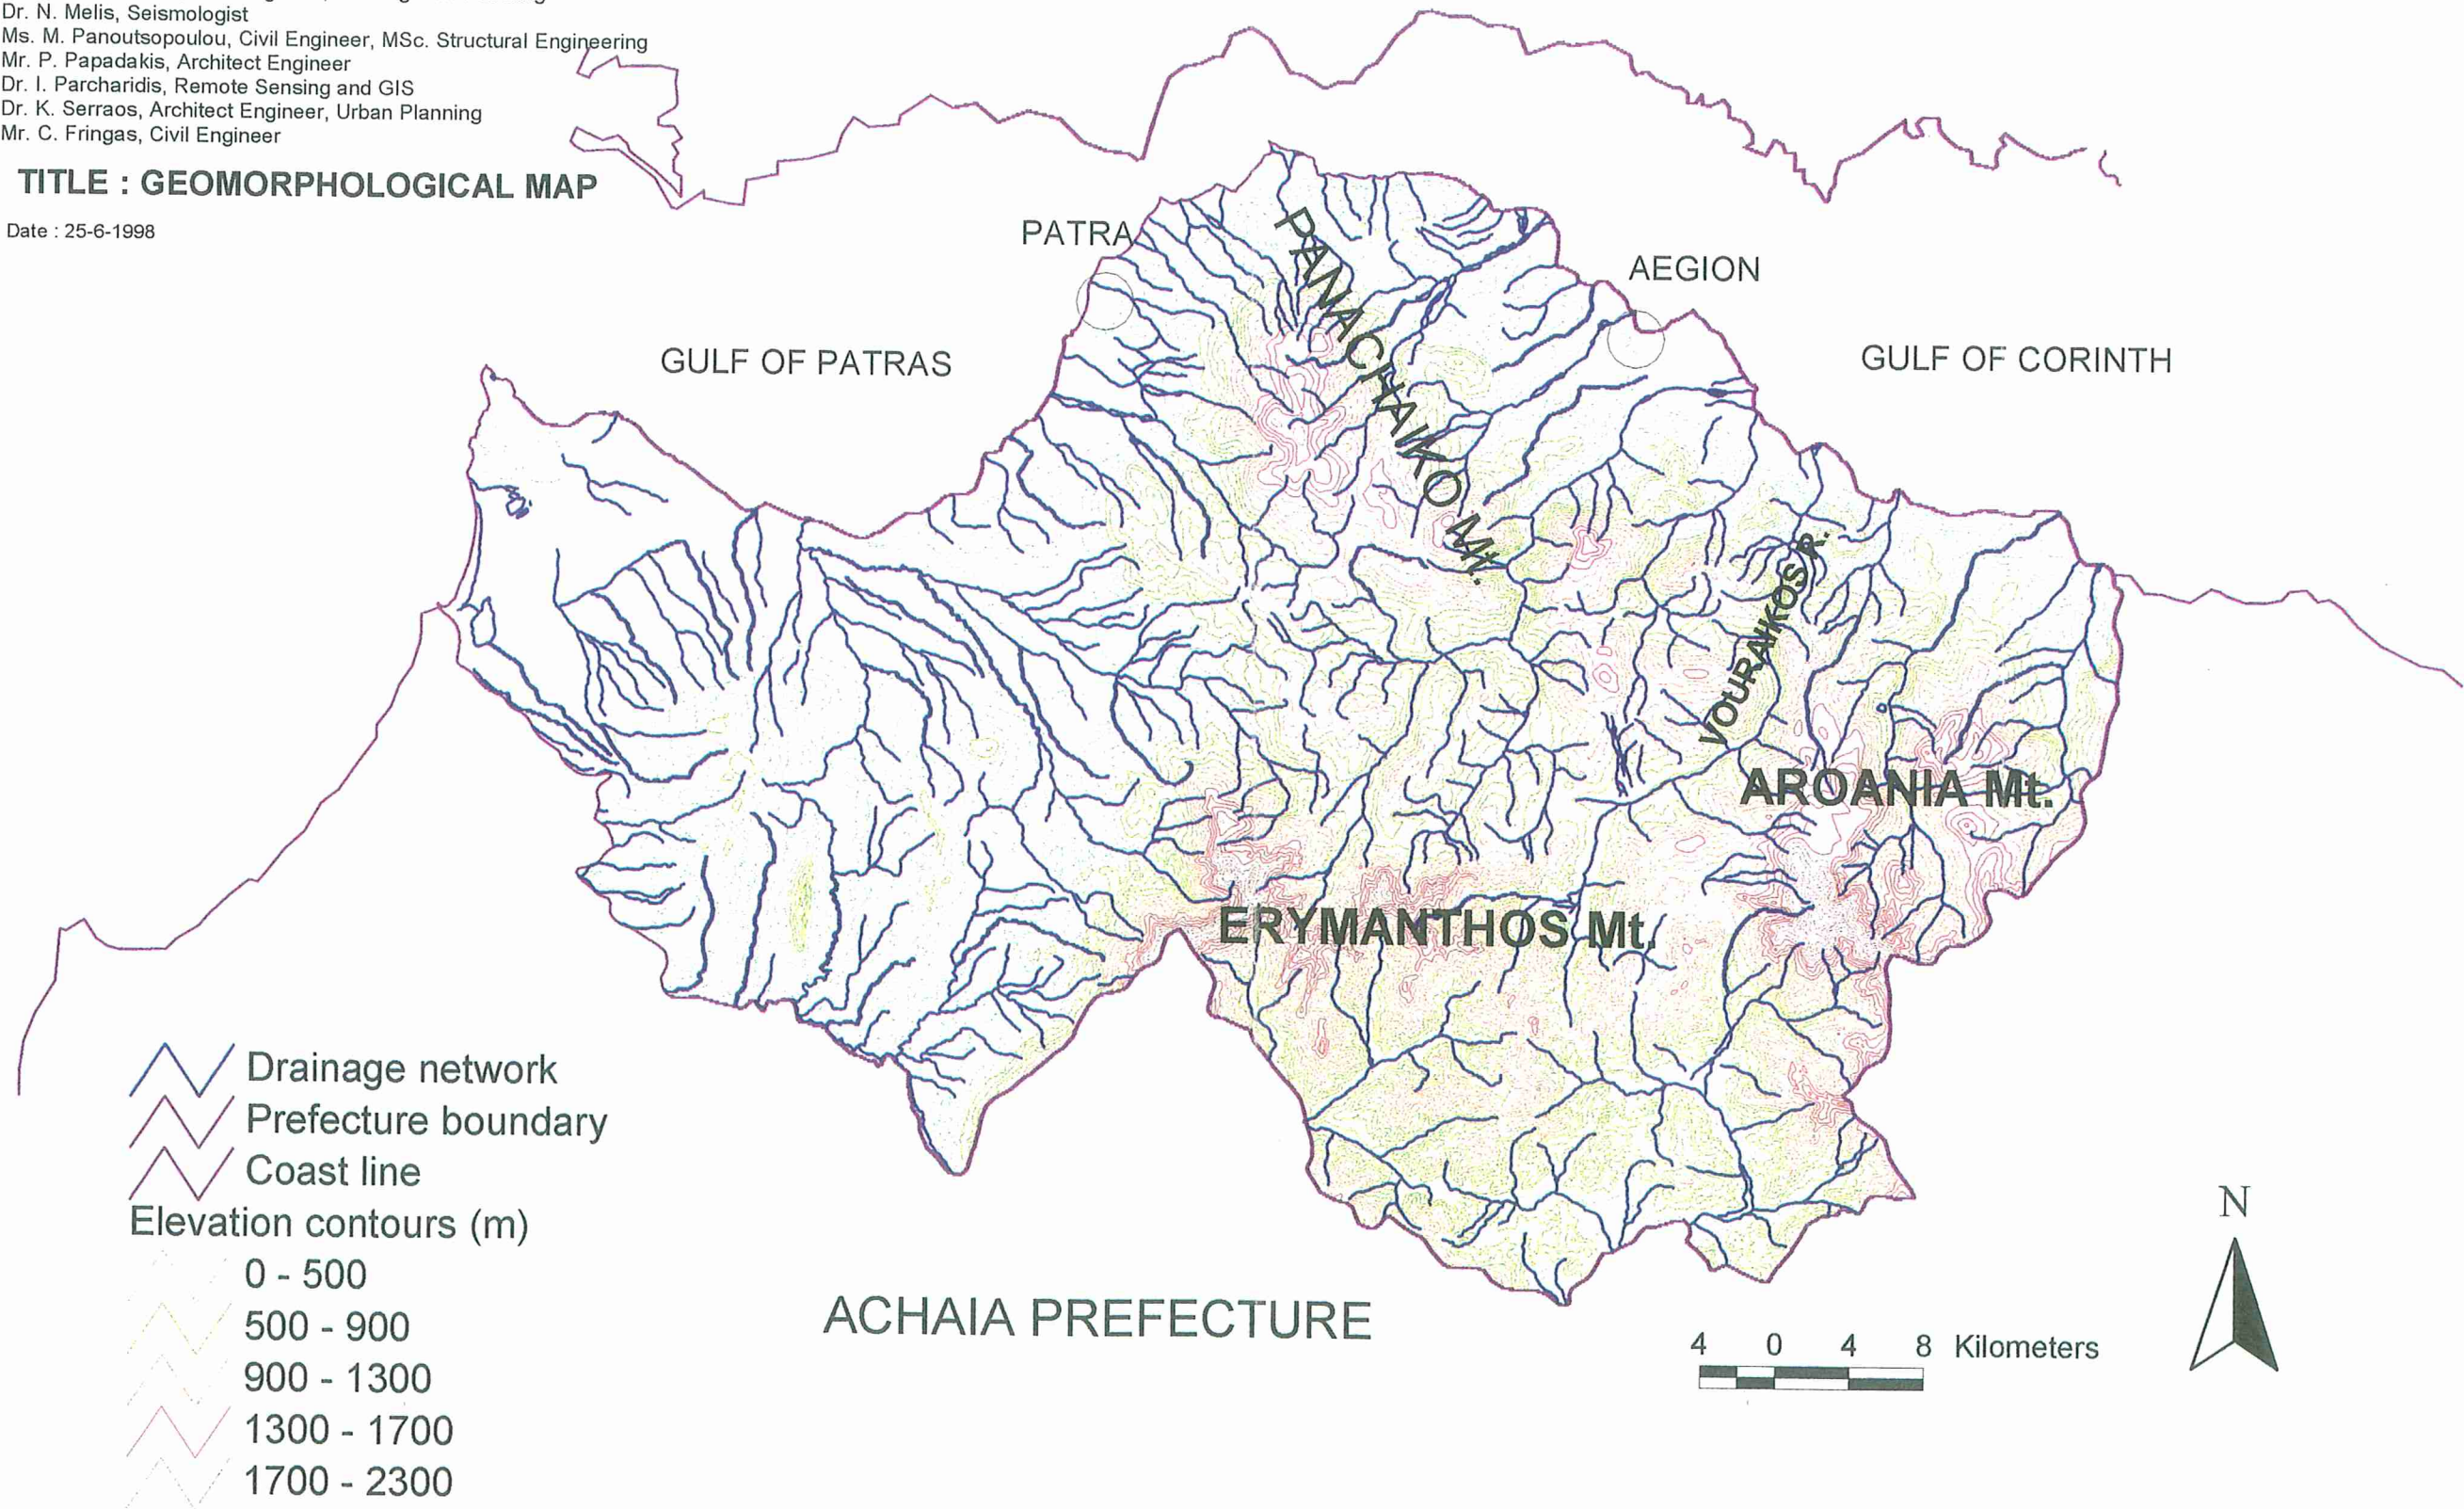 Dr. N. Melis, Seismologist
Ms. M. Panoutsopoulou, Civil Engineer, MSc. Structural Engineering
Mr. P. Papadakis, Architect Engineer
Dr. I. Parcharidis, Remote Sensing and GIS
Dr. K. Serraos, Architect Engineer, Urban Planning
Mr. C. Fringas, Civil Engineer
TITLE : GEOMORPHOLOGICAL MAP
Date : 25-6-1998
PATRA
PANACHAIKO Mt.
AEGION
GULF OF PATRAS
GULF OF CORINTH
VOURAIKOS R.
AROANIA Mt.
ERYMANTHOS Mt.
Drainage network
Prefecture boundary
Coast line
Elevation contours (m)
0 - 500
500 - 900
900 - 1300
1300 - 1700
1700 - 2300
ACHAIA PREFECTURE
4 0 4 8 Kilometers
N